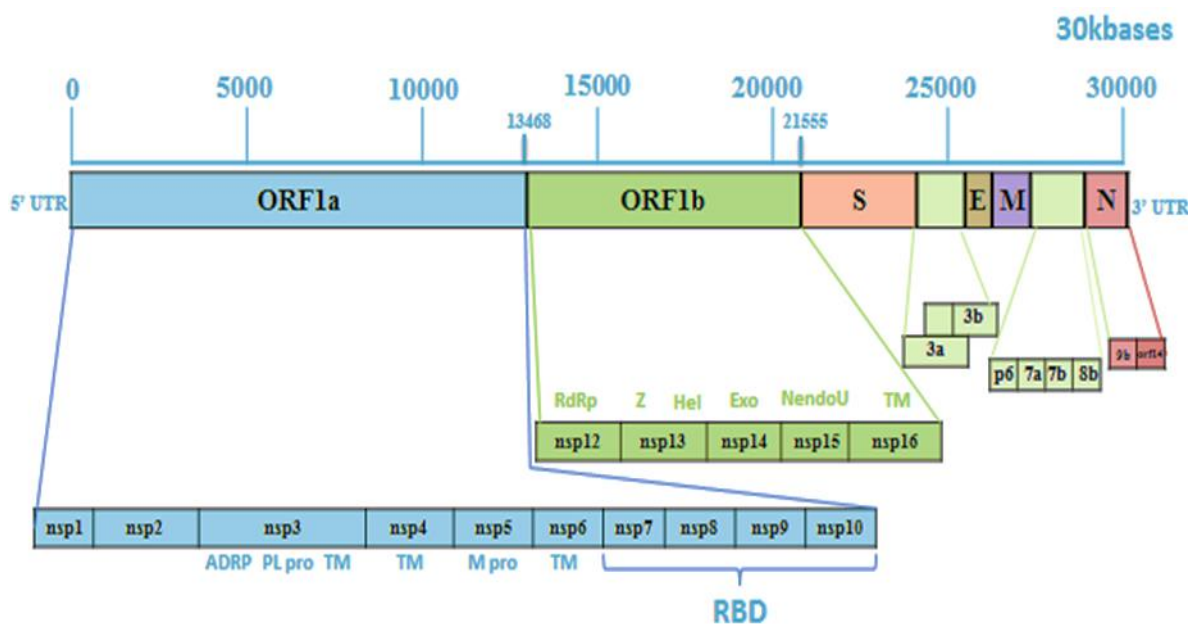 30kbases
0 5000 10000 15000 20000 25000 30000
13468 21555
5' UTR ORF1a ORF1b S E M N 3' UTR
3b
3a
9b orf14
p6 7a 7b 8b
RdRp Z Hel Exo NendoU TM
nsp12 nsp13 nsp14 nsp15 nsp16
nsp1 nsp2 nsp3 nsp4 nsp5 nsp6 nsp7 nsp8 nsp9 nsp10
ADRP PL pro TM TM M pro TM
RBD